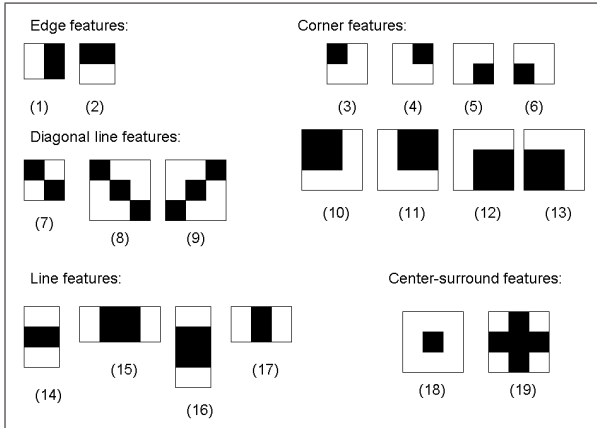 Edge features:
(1) (2)
Corner features:
(3) (4) (5) (6)
Diagonal line features:
(7) (8) (9)
(10) (11) (12) (13)
Line features:
(14) (15) (16) (17)
Center-surround features:
(18) (19)